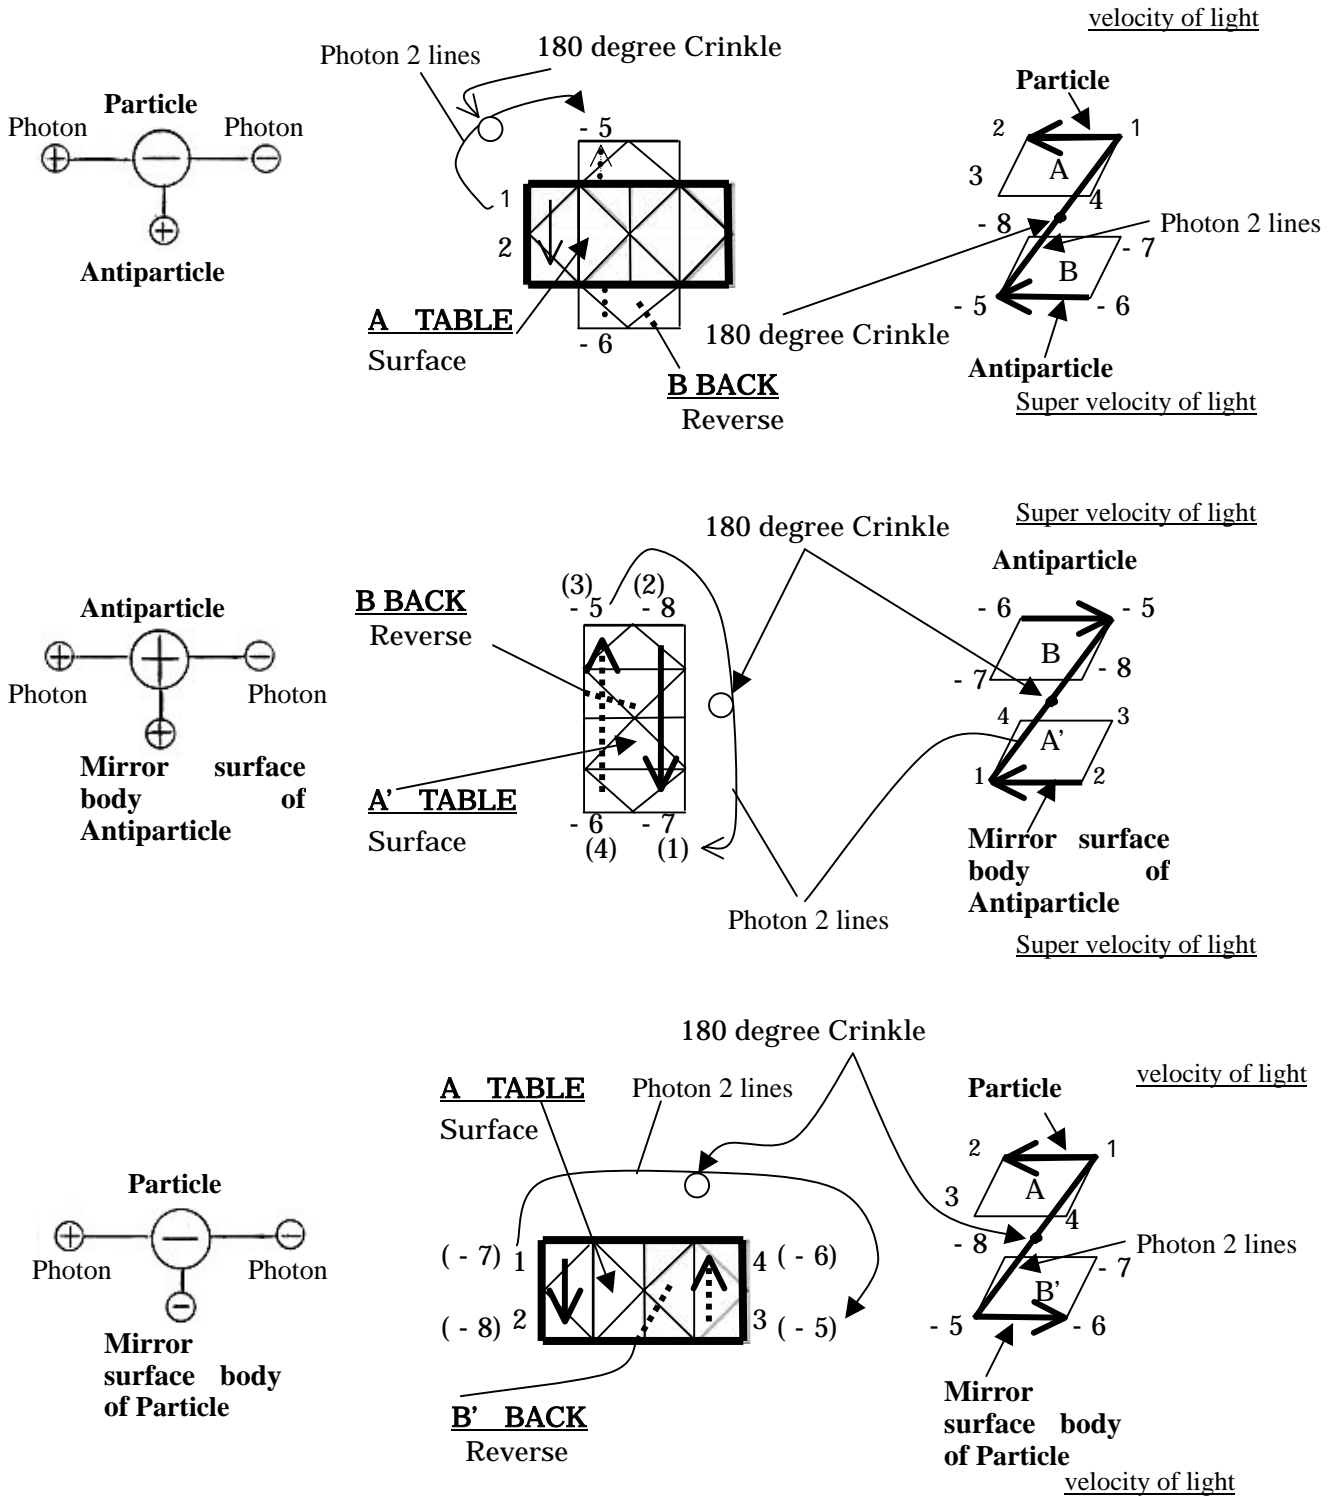 velocity of light
Photon 2 lines
180 degree Crinkle
Particle
Particle
Photon
Photon
- 5
2
1
A
3
1
4
2
- 8
Photon 2 lines
- 7
Antiparticle
B
A TABLE
- 5
- 6
Surface
- 6
180 degree Crinkle
B BACK
Antiparticle
Reverse
Super velocity of light
180 degree Crinkle
Super velocity of light
Antiparticle
(3)
(2)
Antiparticle
B BACK
- 5
- 8
- 6
- 5
Reverse
B
- 8
- 7
Photon
Photon
4
3
A'
Mirror surface
body of
Antiparticle
A' TABLE
1
2
Surface
- 6
- 7
(4)
(1)
Mirror surface
body of
Antiparticle
Photon 2 lines
Super velocity of light
180 degree Crinkle
velocity of light
A TABLE
Photon 2 lines
Particle
Surface
2
1
Particle
A
3
4
- 8
Photon 2 lines
Photon
Photon
( - 7)
1
4
( - 6)
- 7
B'
( - 8)
2
3
( - 5)
- 5
- 6
Mirror
surface body
of Particle
Mirror
surface body
of Particle
B' BACK
Reverse
velocity of light